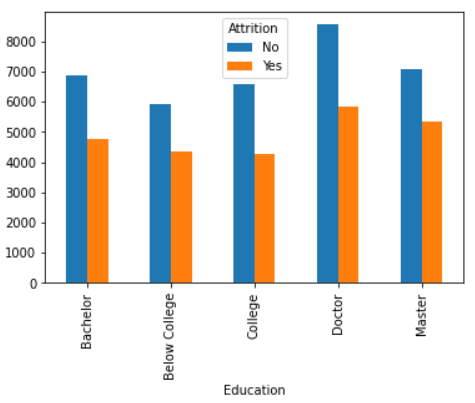 Attrition
No
Yes
8000
7000
6000
5000
4000
3000
2000
1000
0
Bachelor
Below College
College
Doctor
Master
Education